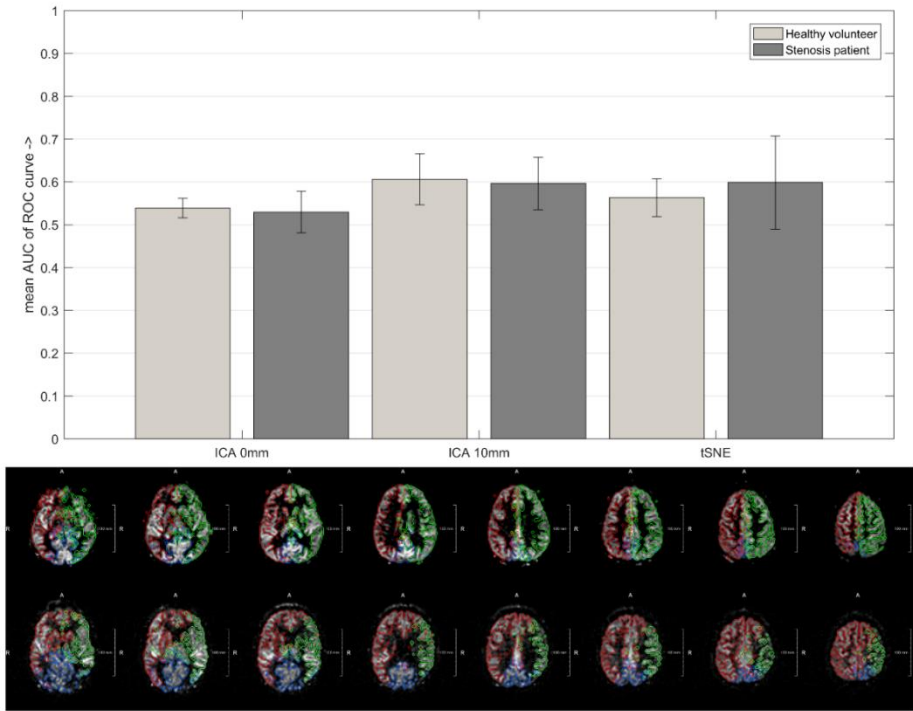 1
0.9
0.8
0.7
0.6
0.5
0.4
0.3
0.2
0.1
0
mean AUC of ROC curve ->
Healthy volunteer
Stenosis patient
ICA 0mm
ICA 10mm
tSNE
A A A A A A A A
R R R R R R R R
A A A A A A A A
R R R R R R R R